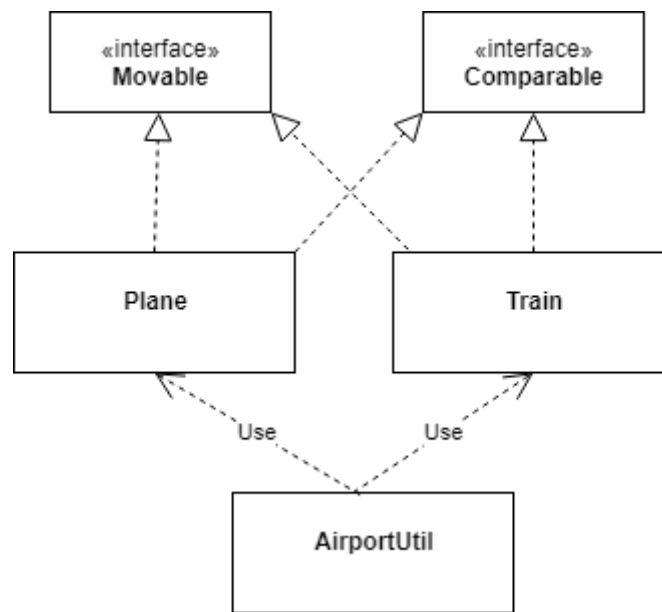 «interface»
Movable
«interface»
Comparable
Plane
Train
Use
Use
AirportUtil